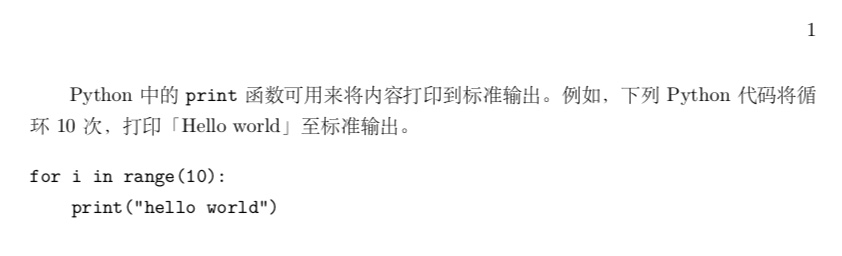 1
Python 中的 print 函数可用来将内容打印到标准输出。例如，下列 Python 代码将循
环 10 次，打印「Hello world」至标准输出。
for i in range(10):
    print("hello world")